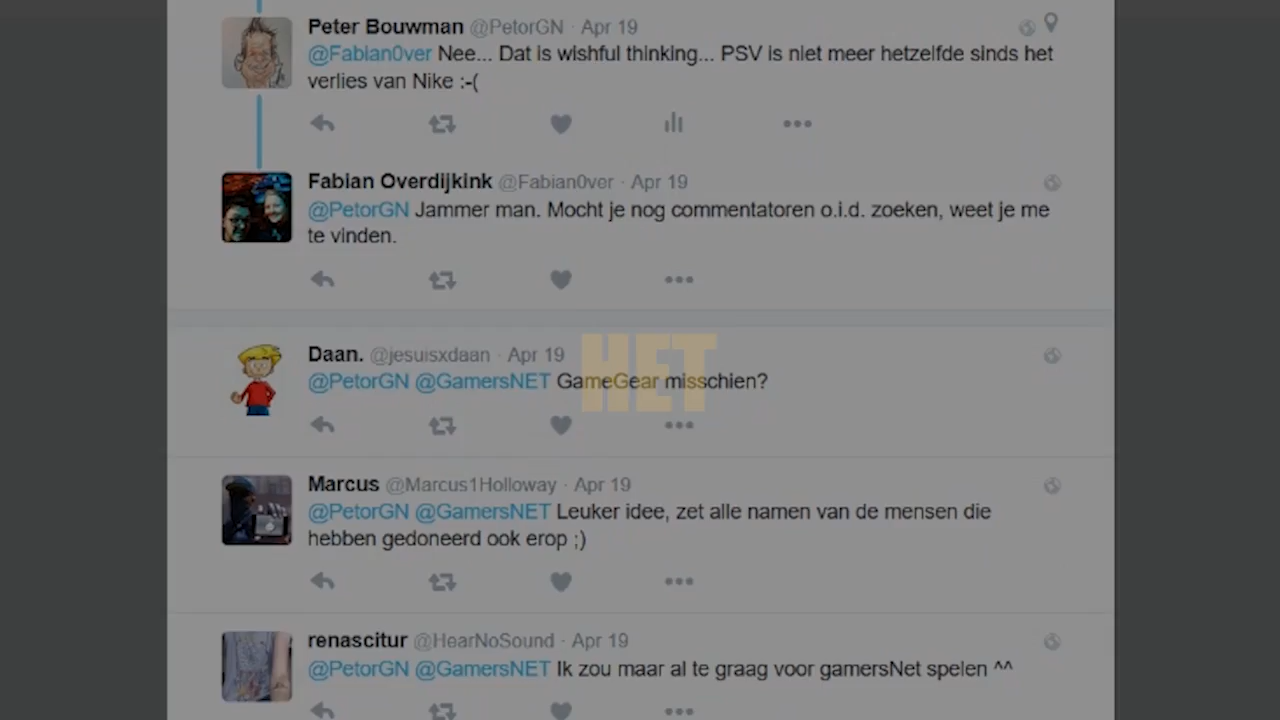 Peter Bouwman @PetorGN · Apr 19
@Fabian0ver Nee... Dat is wishful thinking... PSV is niet meer hetzelfde sinds het
verlies van Nike :-(
Fabian Overdijkink @Fabian0ver · Apr 19
@PetorGN Jammer man. Mocht je nog commentatoren o.i.d. zoeken, weet je me
te vinden.
Daan. @jesuisxdaan · Apr 19
@PetorGN @GamersNET GameGear misschien?
HET
Marcus @Marcus1Holloway · Apr 19
@PetorGN @GamersNET Leuker idee, zet alle namen van de mensen die
hebben gedoneerd ook erop ;)
renascitur @HearNoSound · Apr 19
@PetorGN @GamersNET Ik zou maar al te graag voor gamersNet spelen ^^